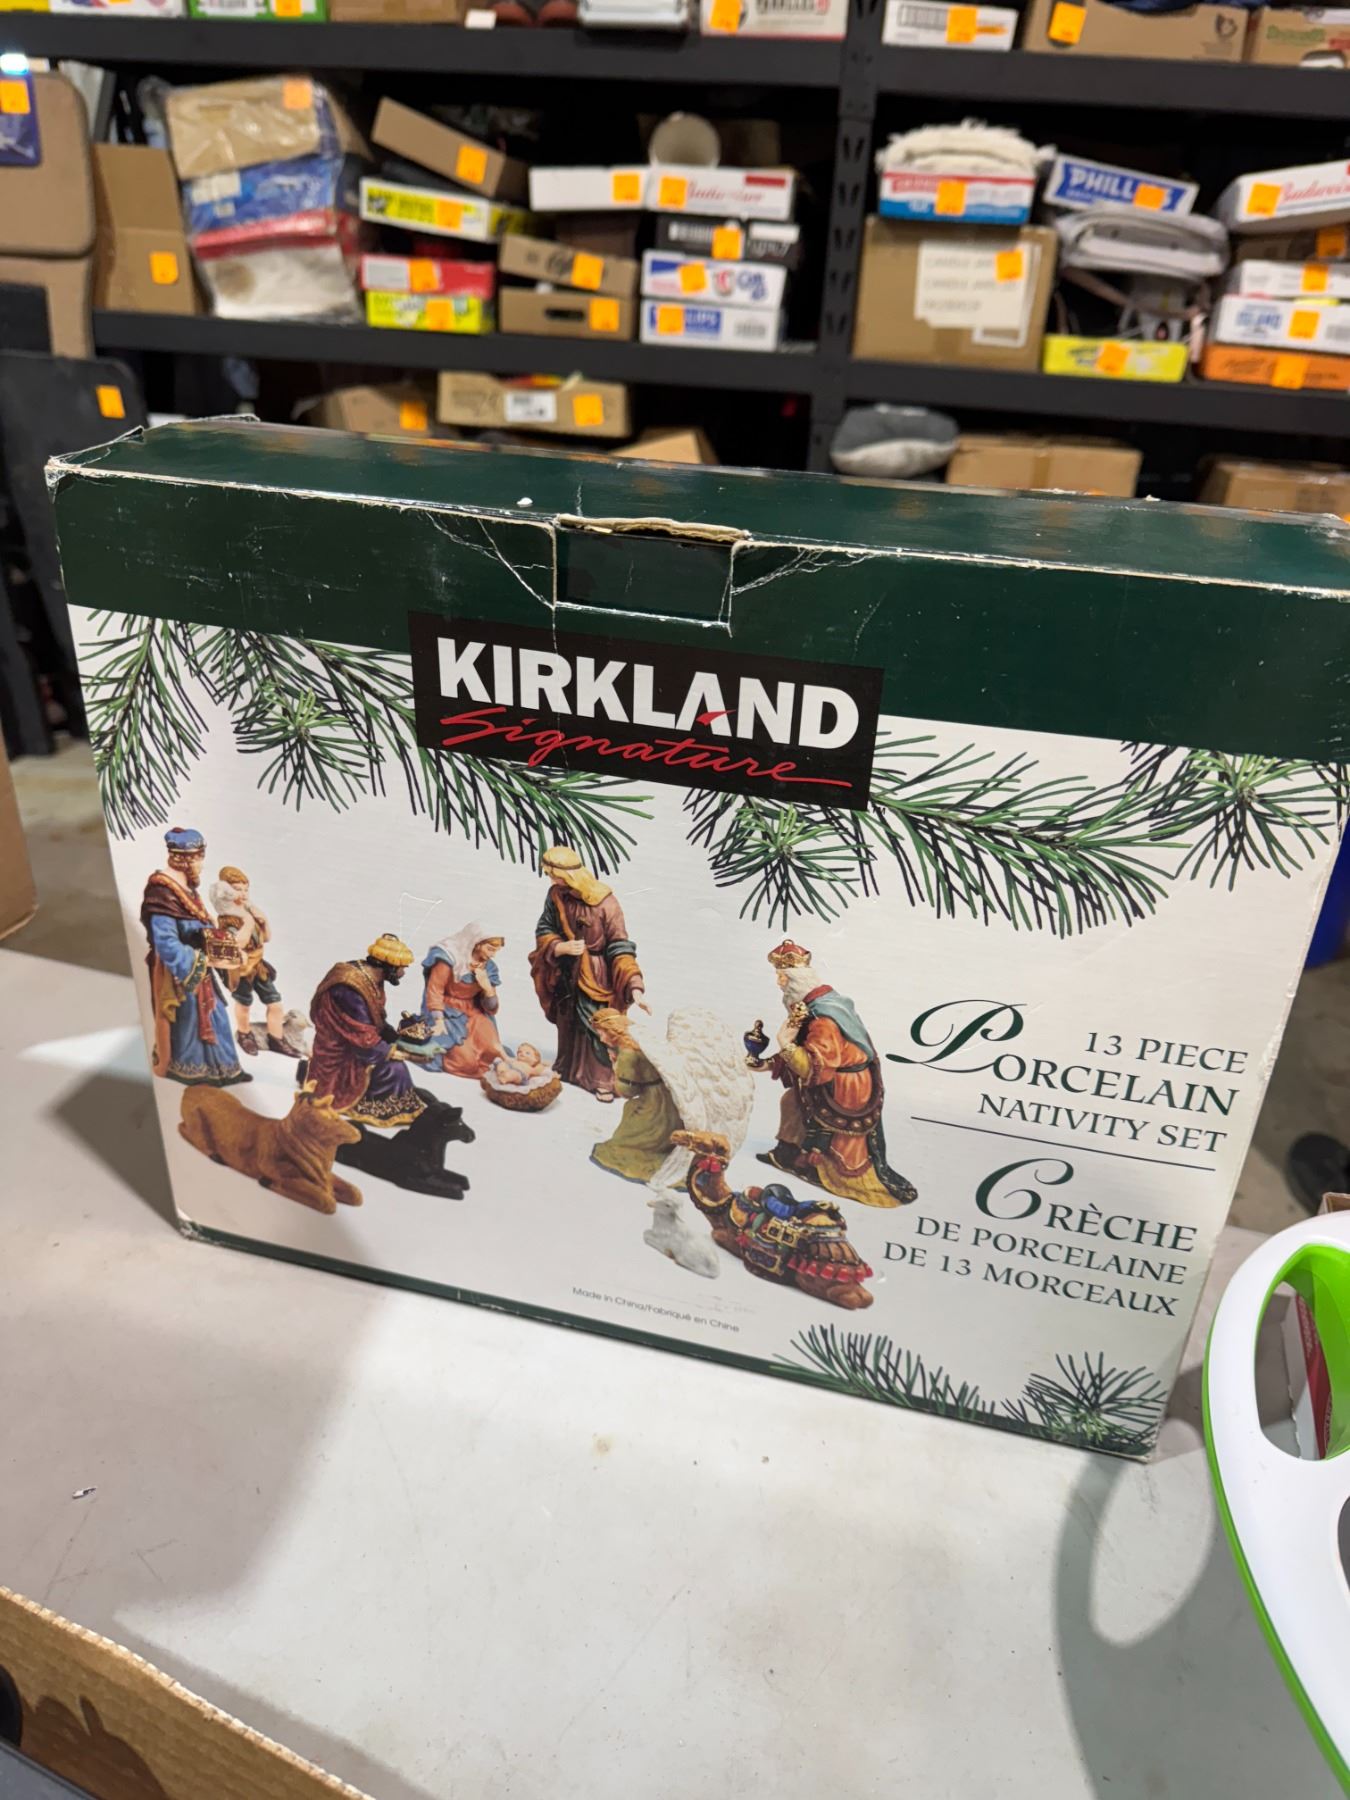 PHILL
Budweiser
KIRKLAND
Signature
13 PIECE
PORCELAIN
NATIVITY SET
CRÈCHE
DE PORCELAINE
DE 13 MORCEAUX
Made in China/Fabriqué en Chine